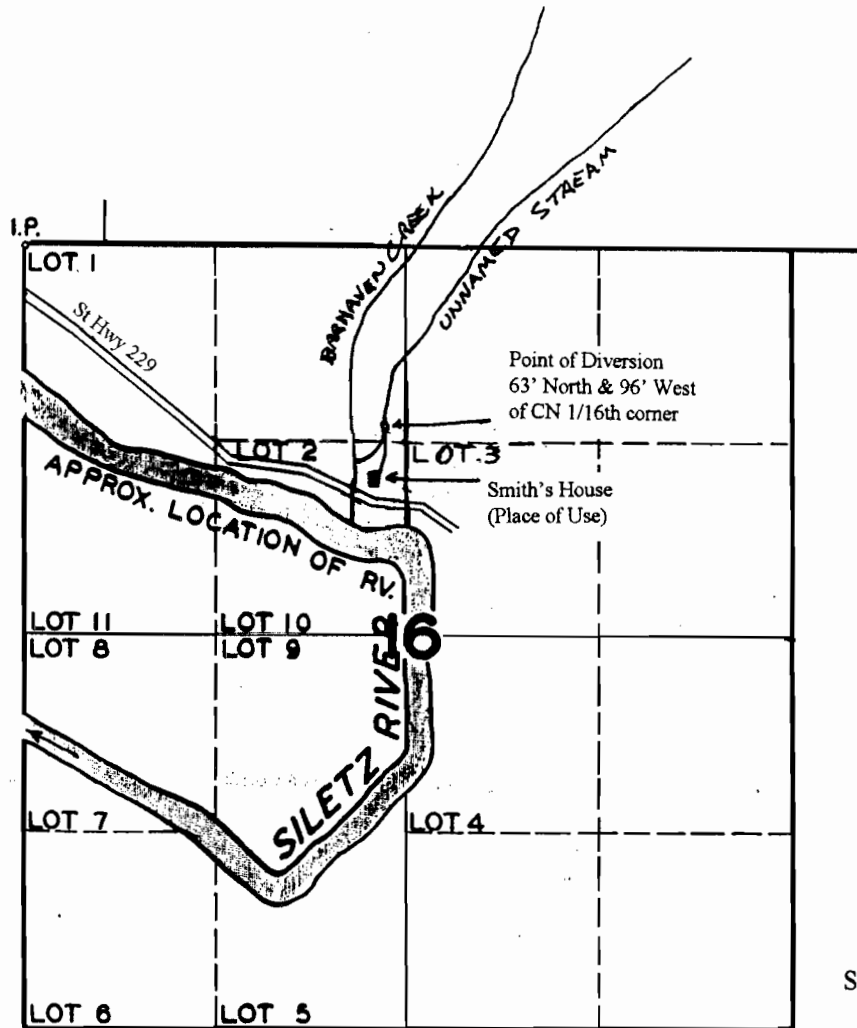 BARHAVEN CREEK
UNNAMED STREAM
I.P.
LOT 1
St Hwy 229
Point of Diversion
63' North & 96' West
of CN 1/16th corner
LOT 2
LOT 3
Smith's House
(Place of Use)
APPROX. LOCATION OF RV.
LOT 11
LOT 10
16
LOT 8
LOT 9
SILETZ RIVER
LOT 7
LOT 4
S
LOT 6
LOT 5